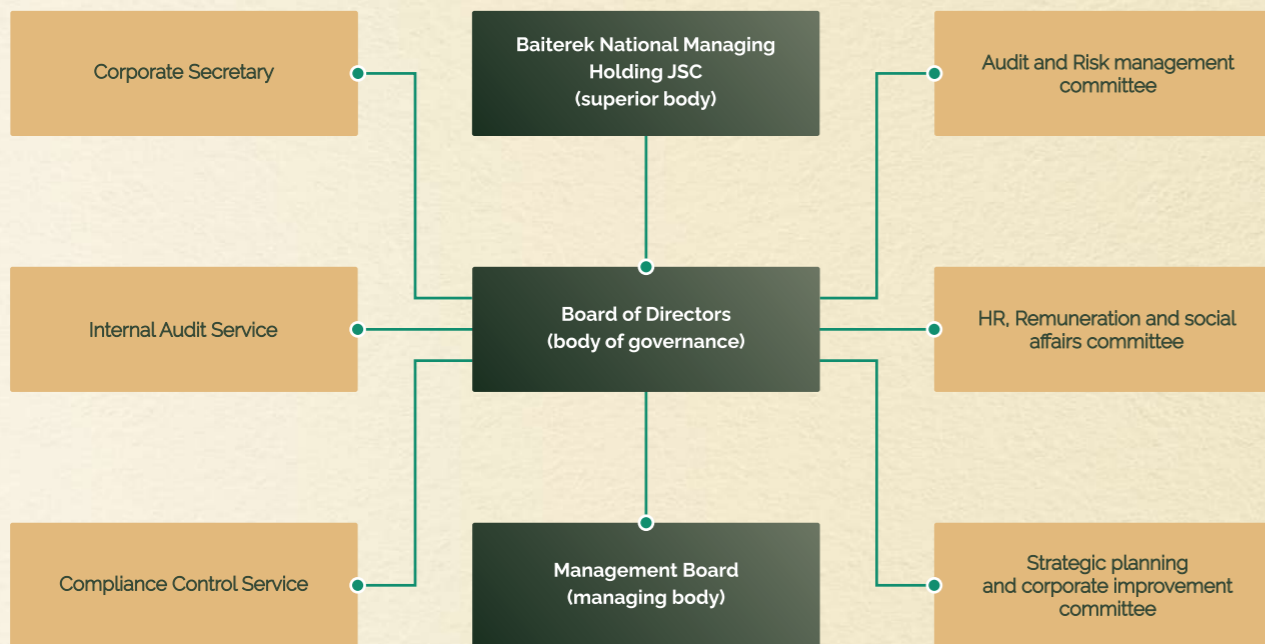 Corporate Secretary
Baiterek National Managing
Holding JSC
(superior body)
Audit and Risk management
committee
Internal Audit Service
Board of Directors
(body of governance)
HR, Remuneration and social
affairs committee
Compliance Control Service
Management Board
(managing body)
Strategic planning
and corporate improvement
committee